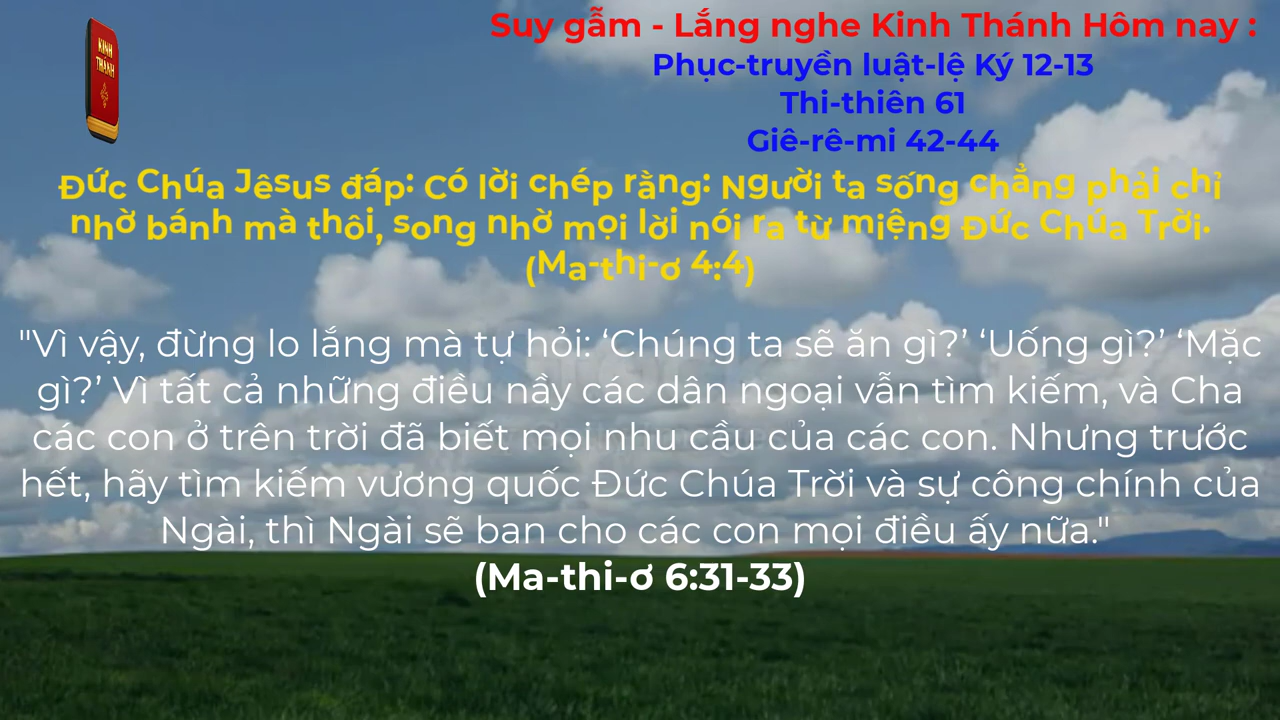 KINH
THÁNH
Suy gẫm - Lắng nghe Kinh Thánh Hôm nay :
Phục-truyền luật-lệ Ký 12-13
Thi-thiên 61
Giê-rê-mi 42-44
Đức Chúa Jêsus đáp: Có lời chép rằng: Người ta sống chẳng phải chỉ
nhờ bánh mà thôi, song nhờ mọi lời nói ra từ miệng Đức Chúa Trời.
(Ma-thi-ơ 4:4)
"Vì vậy, đừng lo lắng mà tự hỏi: ‘Chúng ta sẽ ăn gì?’ ‘Uống gì?’ ‘Mặc
gì?’ Vì tất cả những điều nầy các dân ngoại vẫn tìm kiếm, và Cha
các con ở trên trời đã biết mọi nhu cầu của các con. Nhưng trước
hết, hãy tìm kiếm vương quốc Đức Chúa Trời và sự công chính của
Ngài, thì Ngài sẽ ban cho các con mọi điều ấy nữa."
(Ma-thi-ơ 6:31-33)